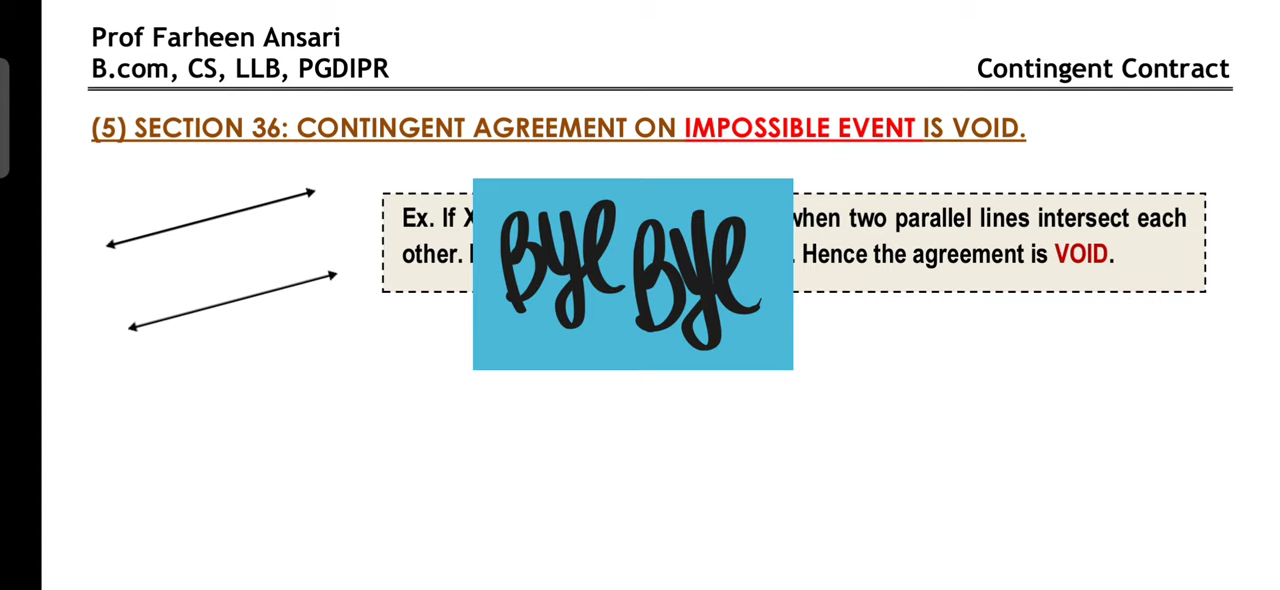 Prof Farheen Ansari
B.com, CS, LLB, PGDIPR
Contingent Contract
(5) SECTION 36: CONTINGENT AGREEMENT ON IMPOSSIBLE EVENT IS VOID.
Ex. If X when two parallel lines intersect each
other. . Hence the agreement is VOID.
Bye Bye